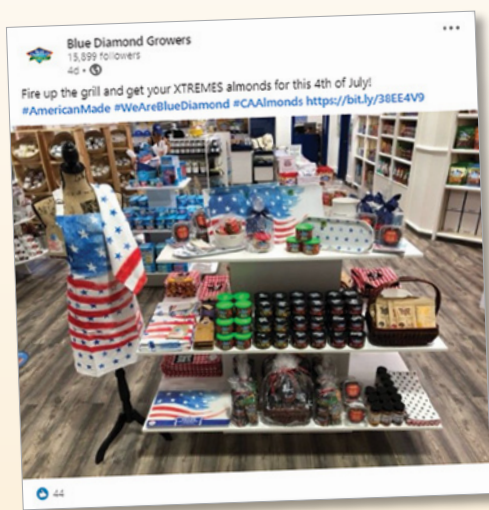 Blue Diamond Growers
15,899 followers
4d •
Fire up the grill and get your XTREMES almonds for this 4th of July!
#AmericanMade #WeAreBlueDiamond #CAAlmonds https://bit.ly/38EE4V9
44